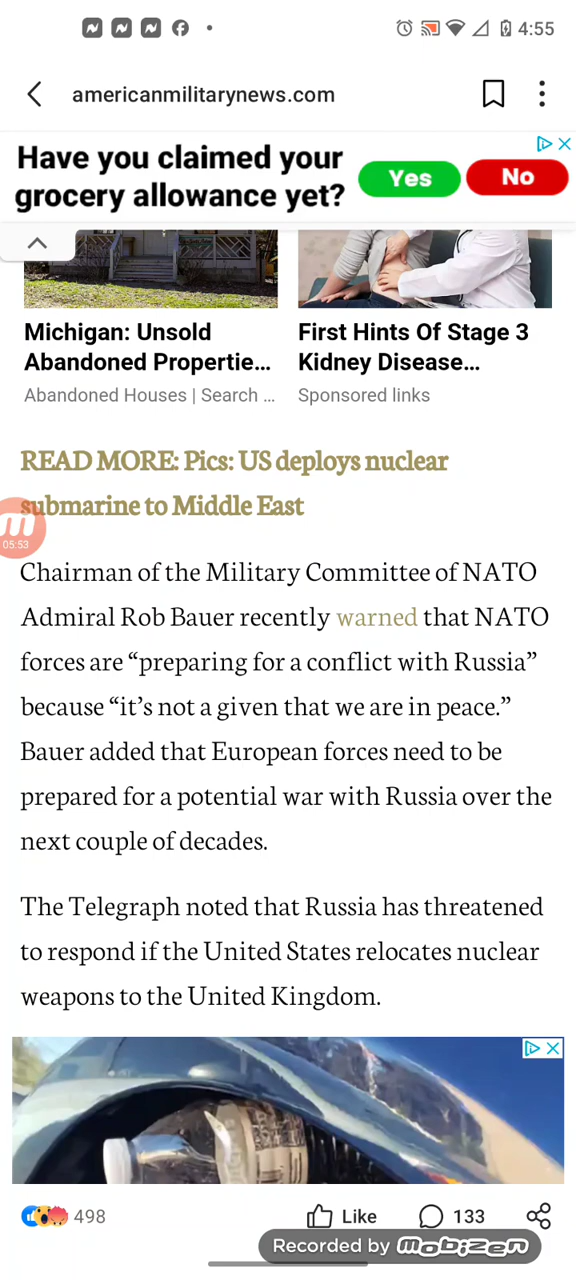 4:55
americanmilitarynews.com
Have you claimed your
grocery allowance yet?
Yes
No
Michigan: Unsold
Abandoned Propertie...
Abandoned Houses | Search ...
First Hints Of Stage 3
Kidney Disease...
Sponsored links
READ MORE: Pics: US deploys nuclear
submarine to Middle East
05:53
Chairman of the Military Committee of NATO
Admiral Rob Bauer recently warned that NATO
forces are “preparing for a conflict with Russia”
because “it’s not a given that we are in peace.”
Bauer added that European forces need to be
prepared for a potential war with Russia over the
next couple of decades.
The Telegraph noted that Russia has threatened
to respond if the United States relocates nuclear
weapons to the United Kingdom.
498
Like
133
Recorded by mobizen